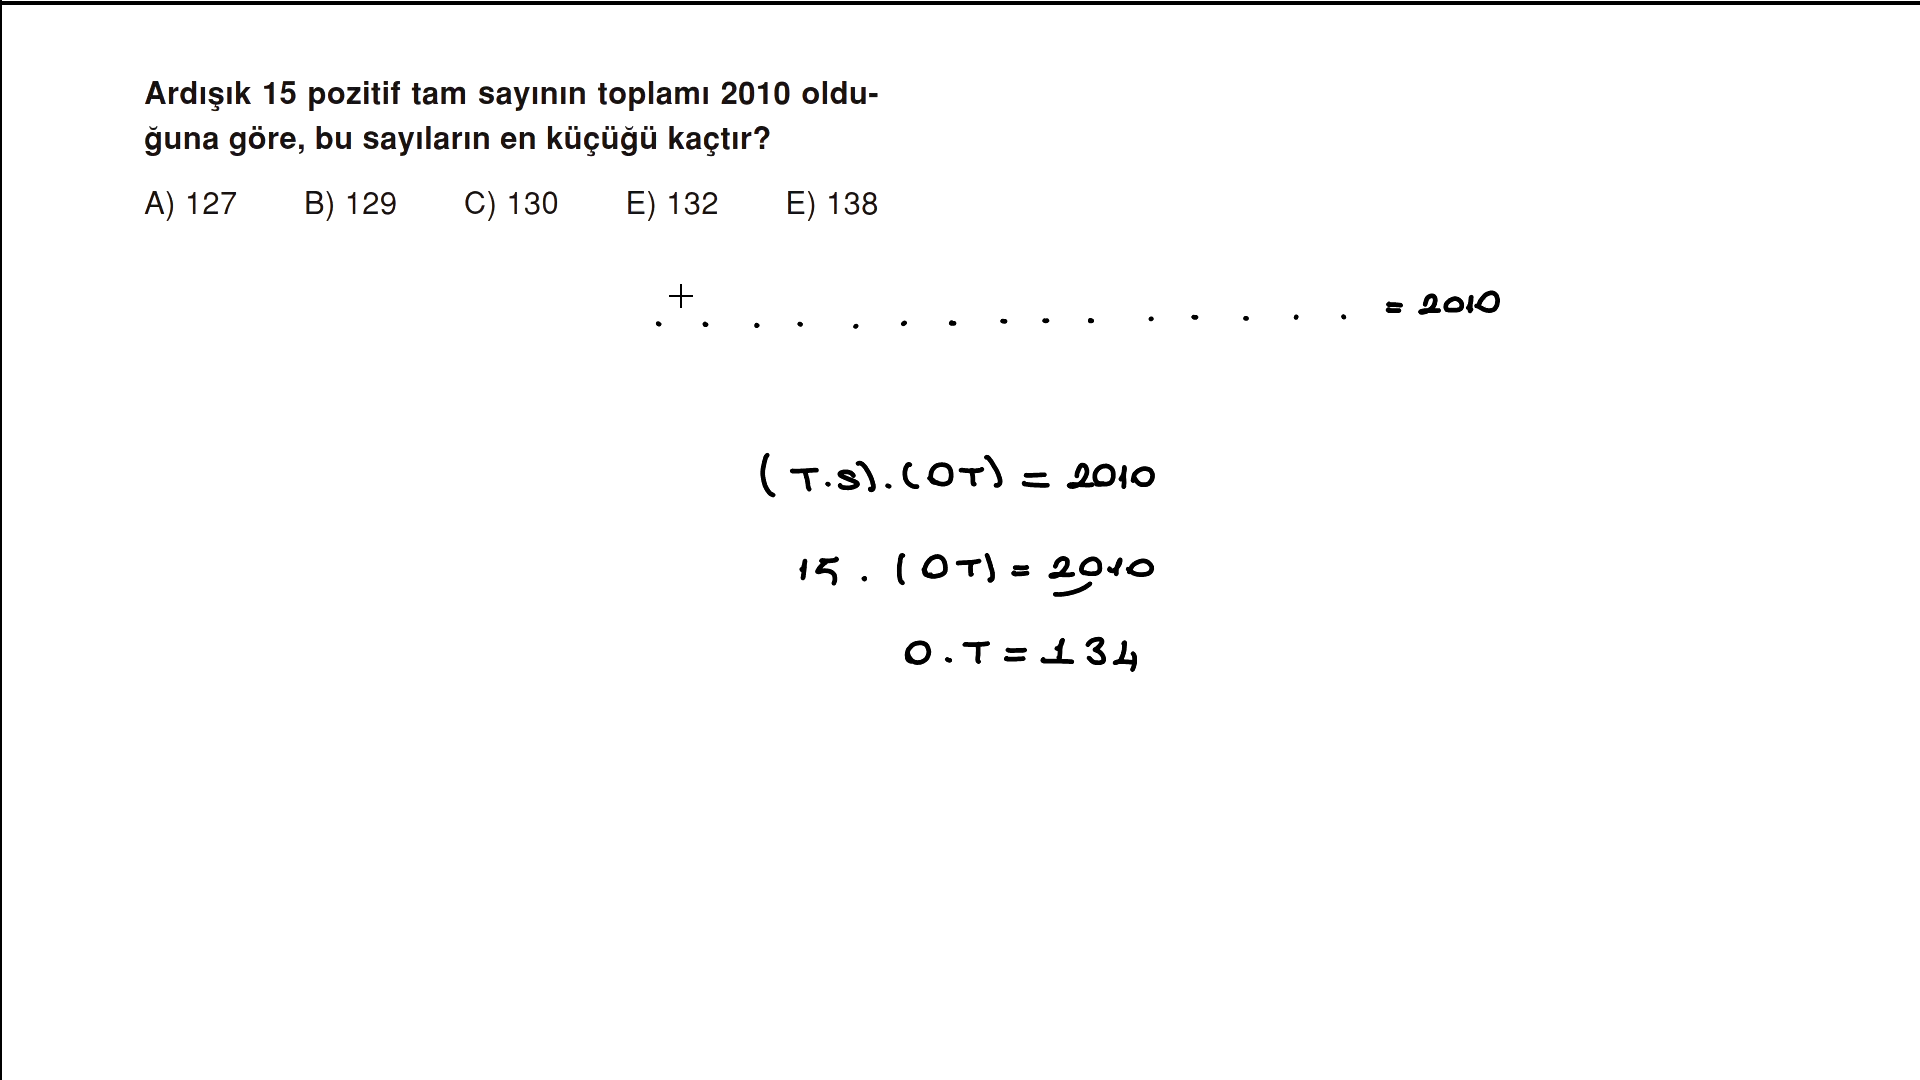 Ardışık 15 pozitif tam sayının toplamı 2010 oldu-
ğuna göre, bu sayıların en küçüğü kaçtır?
A) 127 B) 129 C) 130 E) 132 E) 138
. . . . . . . . . . . . . . . = 2010
(T.S).(OT) = 2010
15 . (OT) = 2010
O.T = 134